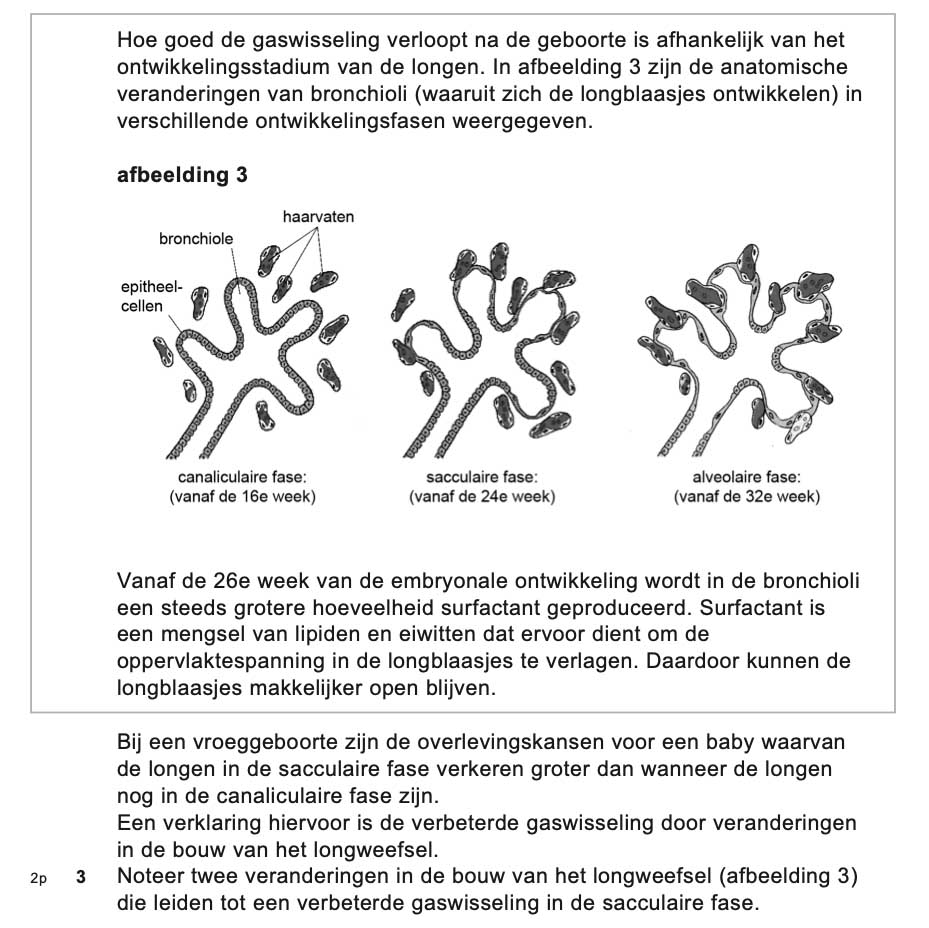 Hoe goed de gaswisseling verloopt na de geboorte is afhankelijk van het
ontwikkelingsstadium van de longen. In afbeelding 3 zijn de anatomische
veranderingen van bronchioli (waaruit zich de longblaasjes ontwikkelen) in
verschillende ontwikkelingsfasen weergegeven.
afbeelding 3
haarvaten
bronchiole
epitheel-
cellen
canaliculaire fase:
(vanaf de 16e week)
sacculaire fase:
(vanaf de 24e week)
alveolaire fase:
(vanaf de 32e week)
Vanaf de 26e week van de embryonale ontwikkeling wordt in de bronchioli
een steeds grotere hoeveelheid surfactant geproduceerd. Surfactant is
een mengsel van lipiden en eiwitten dat ervoor dient om de
oppervlaktespanning in de longblaasjes te verlagen. Daardoor kunnen de
longblaasjes makkelijker open blijven.
Bij een vroeggeboorte zijn de overlevingskansen voor een baby waarvan
de longen in de sacculaire fase verkeren groter dan wanneer de longen
nog in de canaliculaire fase zijn.
Een verklaring hiervoor is de verbeterde gaswisseling door veranderingen
in de bouw van het longweefsel.
2p 3 Noteer twee veranderingen in de bouw van het longweefsel (afbeelding 3)
die leiden tot een verbeterde gaswisseling in de sacculaire fase.